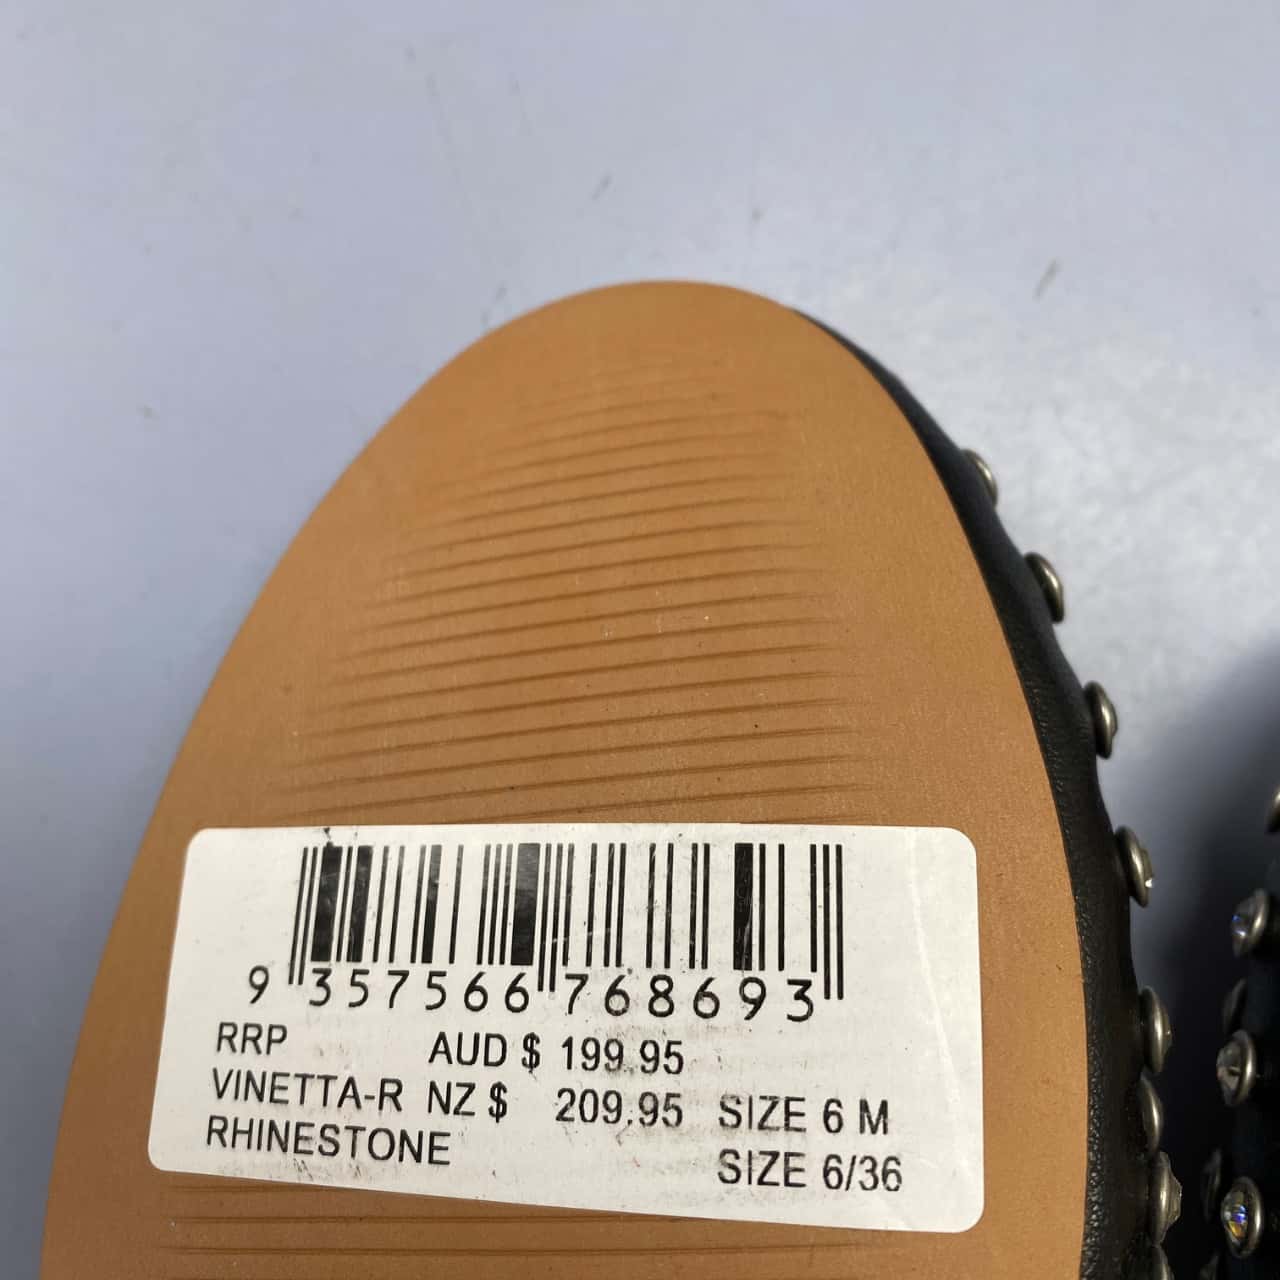 9 357566 768693
RRP AUD $ 199.95
VINETTA-R NZ $ 209.95 SIZE 6 M
RHINESTONE SIZE 6/36